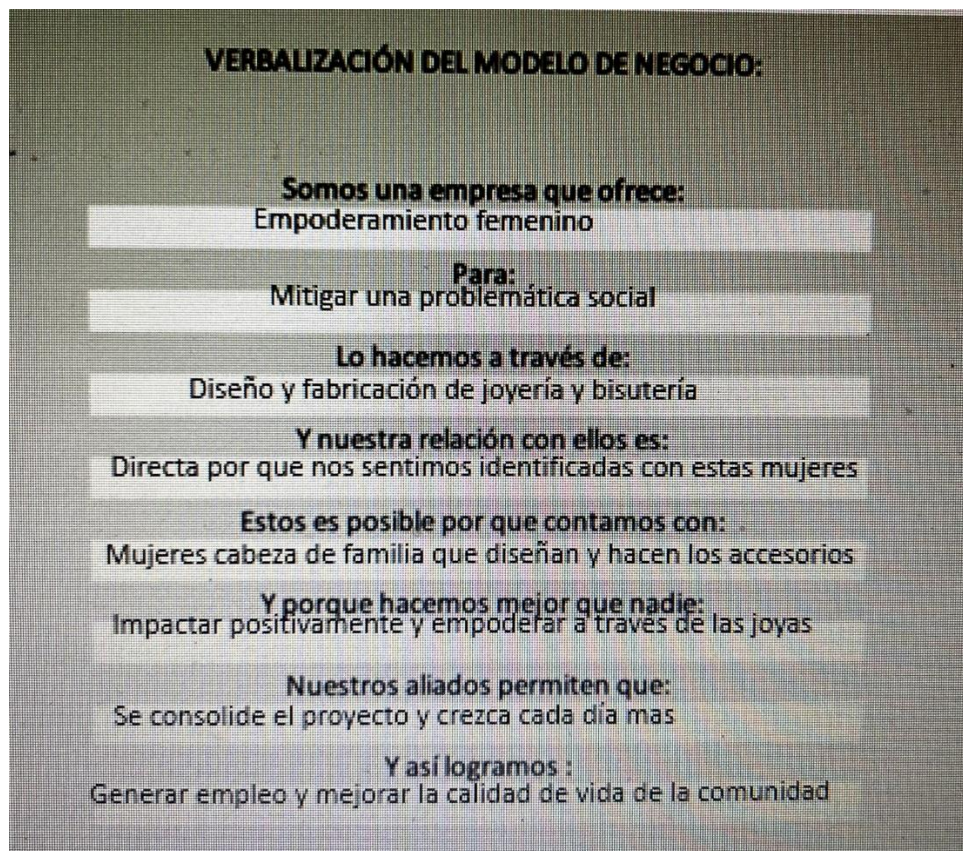 VERBALIZACIÓN DEL MODELO DE NEGOCIO:
Somos una empresa que ofrece:
Empoderamiento femenino
Para:
Mitigar una problemática social
Lo hacemos a través de:
Diseño y fabricación de joyería y bisutería
Y nuestra relación con ellos es:
Directa por que nos sentimos identificadas con estas mujeres
Estos es posible por que contamos con:
Mujeres cabeza de familia que diseñan y hacen los accesorios
Y porque hacemos mejor que nadie:
Impactar positivamente y empoderar a través de las joyas
Nuestros aliados permiten que:
Se consolide el proyecto y crezca cada día mas
Y así logramos :
Generar empleo y mejorar la calidad de vida de la comunidad